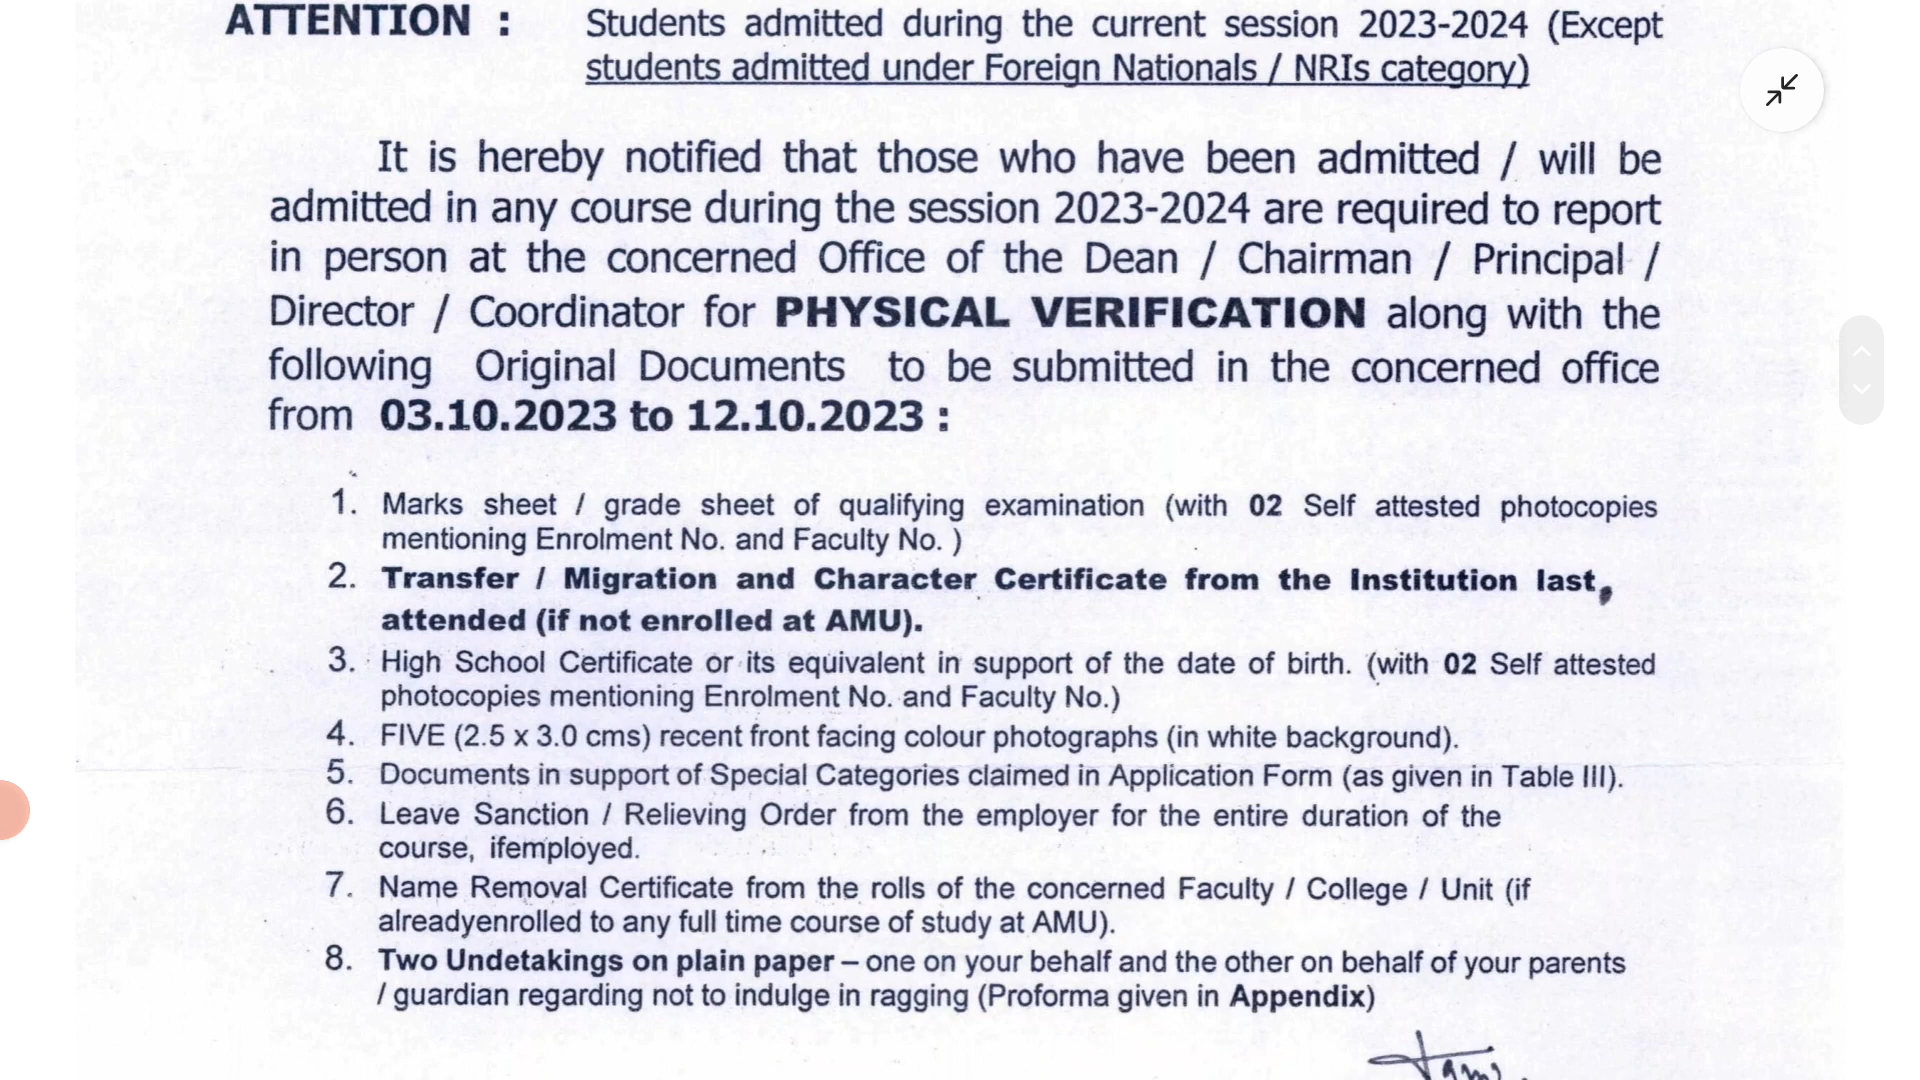 ATTENTION : Students admitted during the current session 2023-2024 (Except
students admitted under Foreign Nationals / NRIs category)
It is hereby notified that those who have been admitted / will be
admitted in any course during the session 2023-2024 are required to report
in person at the concerned Office of the Dean / Chairman / Principal /
Director / Coordinator for PHYSICAL VERIFICATION along with the
following Original Documents to be submitted in the concerned office
from 03.10.2023 to 12.10.2023 :
1. Marks sheet / grade sheet of qualifying examination (with 02 Self attested photocopies
mentioning Enrolment No. and Faculty No. )
2. Transfer / Migration and Character Certificate from the Institution last,
attended (if not enrolled at AMU).
3. High School Certificate or its equivalent in support of the date of birth. (with 02 Self attested
photocopies mentioning Enrolment No. and Faculty No.)
4. FIVE (2.5 x 3.0 cms) recent front facing colour photographs (in white background).
5. Documents in support of Special Categories claimed in Application Form (as given in Table III).
6. Leave Sanction / Relieving Order from the employer for the entire duration of the
course, ifemployed.
7. Name Removal Certificate from the rolls of the concerned Faculty / College / Unit (if
alreadyenrolled to any full time course of study at AMU).
8. Two Undetakings on plain paper – one on your behalf and the other on behalf of your parents
/ guardian regarding not to indulge in ragging (Proforma given in Appendix)